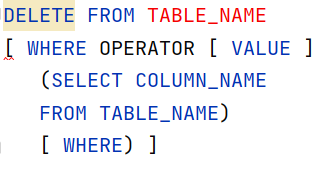 DELETE FROM TABLE_NAME
[ WHERE OPERATOR [ VALUE ]
(SELECT COLUMN_NAME
FROM TABLE_NAME)
[ WHERE) ]